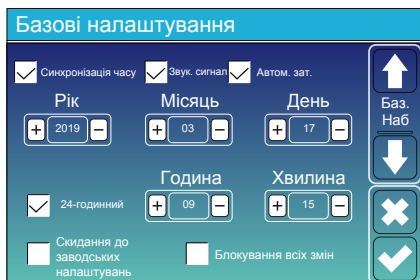 Базові налаштування
Синхронізація часу Звук. сигнал Автом. зат.
Рік Місяць День
+ 2019 − + 03 − + 17 −
Баз.
Наб
Година Хвилина
24-годинний + 09 − + 15 −
Скидання до
заводських
налаштувань
Блокування всіх змін